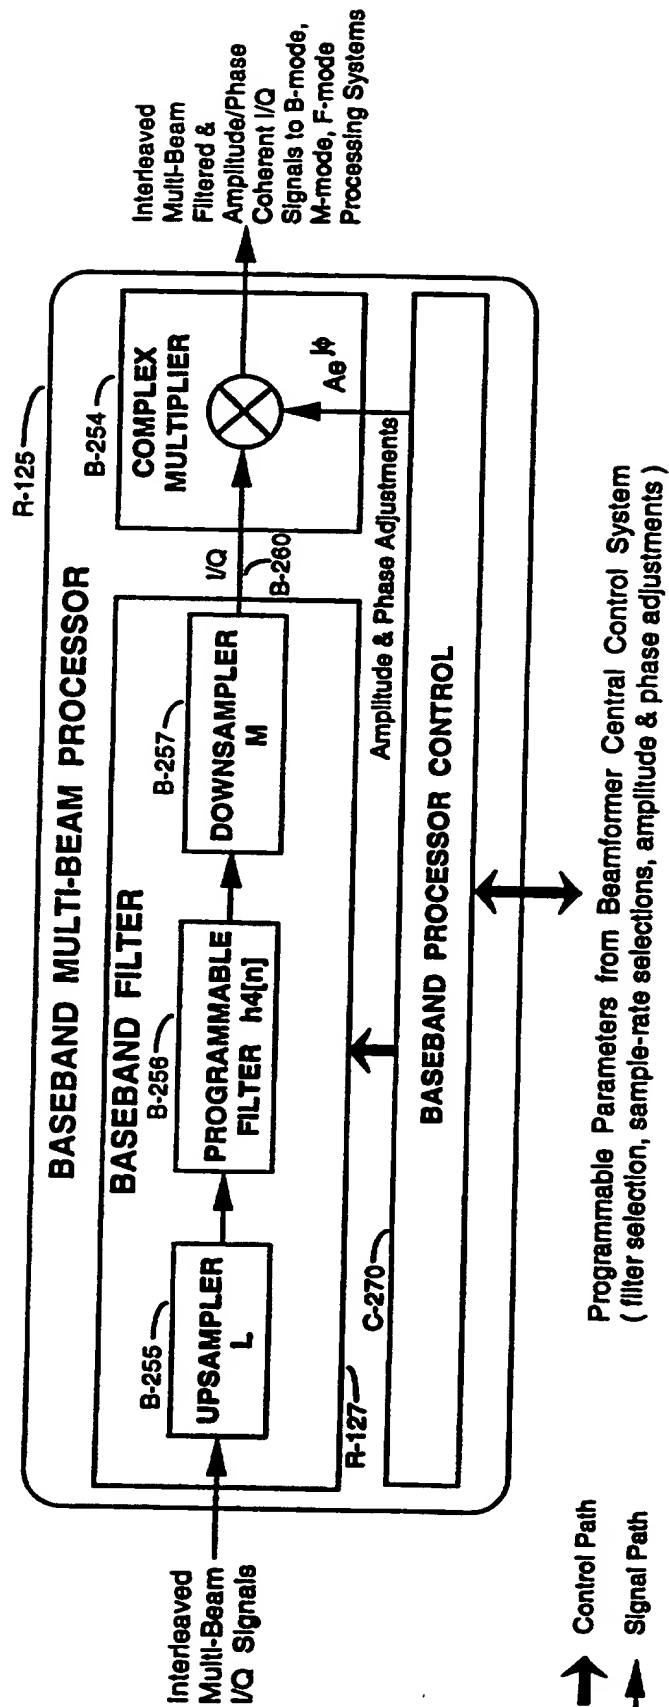 R-125
BASEBAND MULTI-BEAM PROCESSOR
B-254
COMPLEX
MULTIPLIER
Interleaved
Multi-Beam
Filtered &
Amplitude/Phase
Coherent I/Q
Signals to B-mode,
M-mode, F-mode
Processing Systems
BASEBAND FILTER
B-255
UPSAMPLER
L
B-256
PROGRAMMABLE
FILTER h4[n]
B-257
DOWNSAMPLER
M
I/Q
B-260
Ae^jφ
Interleaved
Multi-Beam
I/Q Signals
R-127
C-270
Amplitude & Phase Adjustments
BASEBAND PROCESSOR CONTROL
Control Path
Signal Path
Programmable Parameters from Beamformer Central Control System
( filter selection, sample-rate selections, amplitude & phase adjustments )